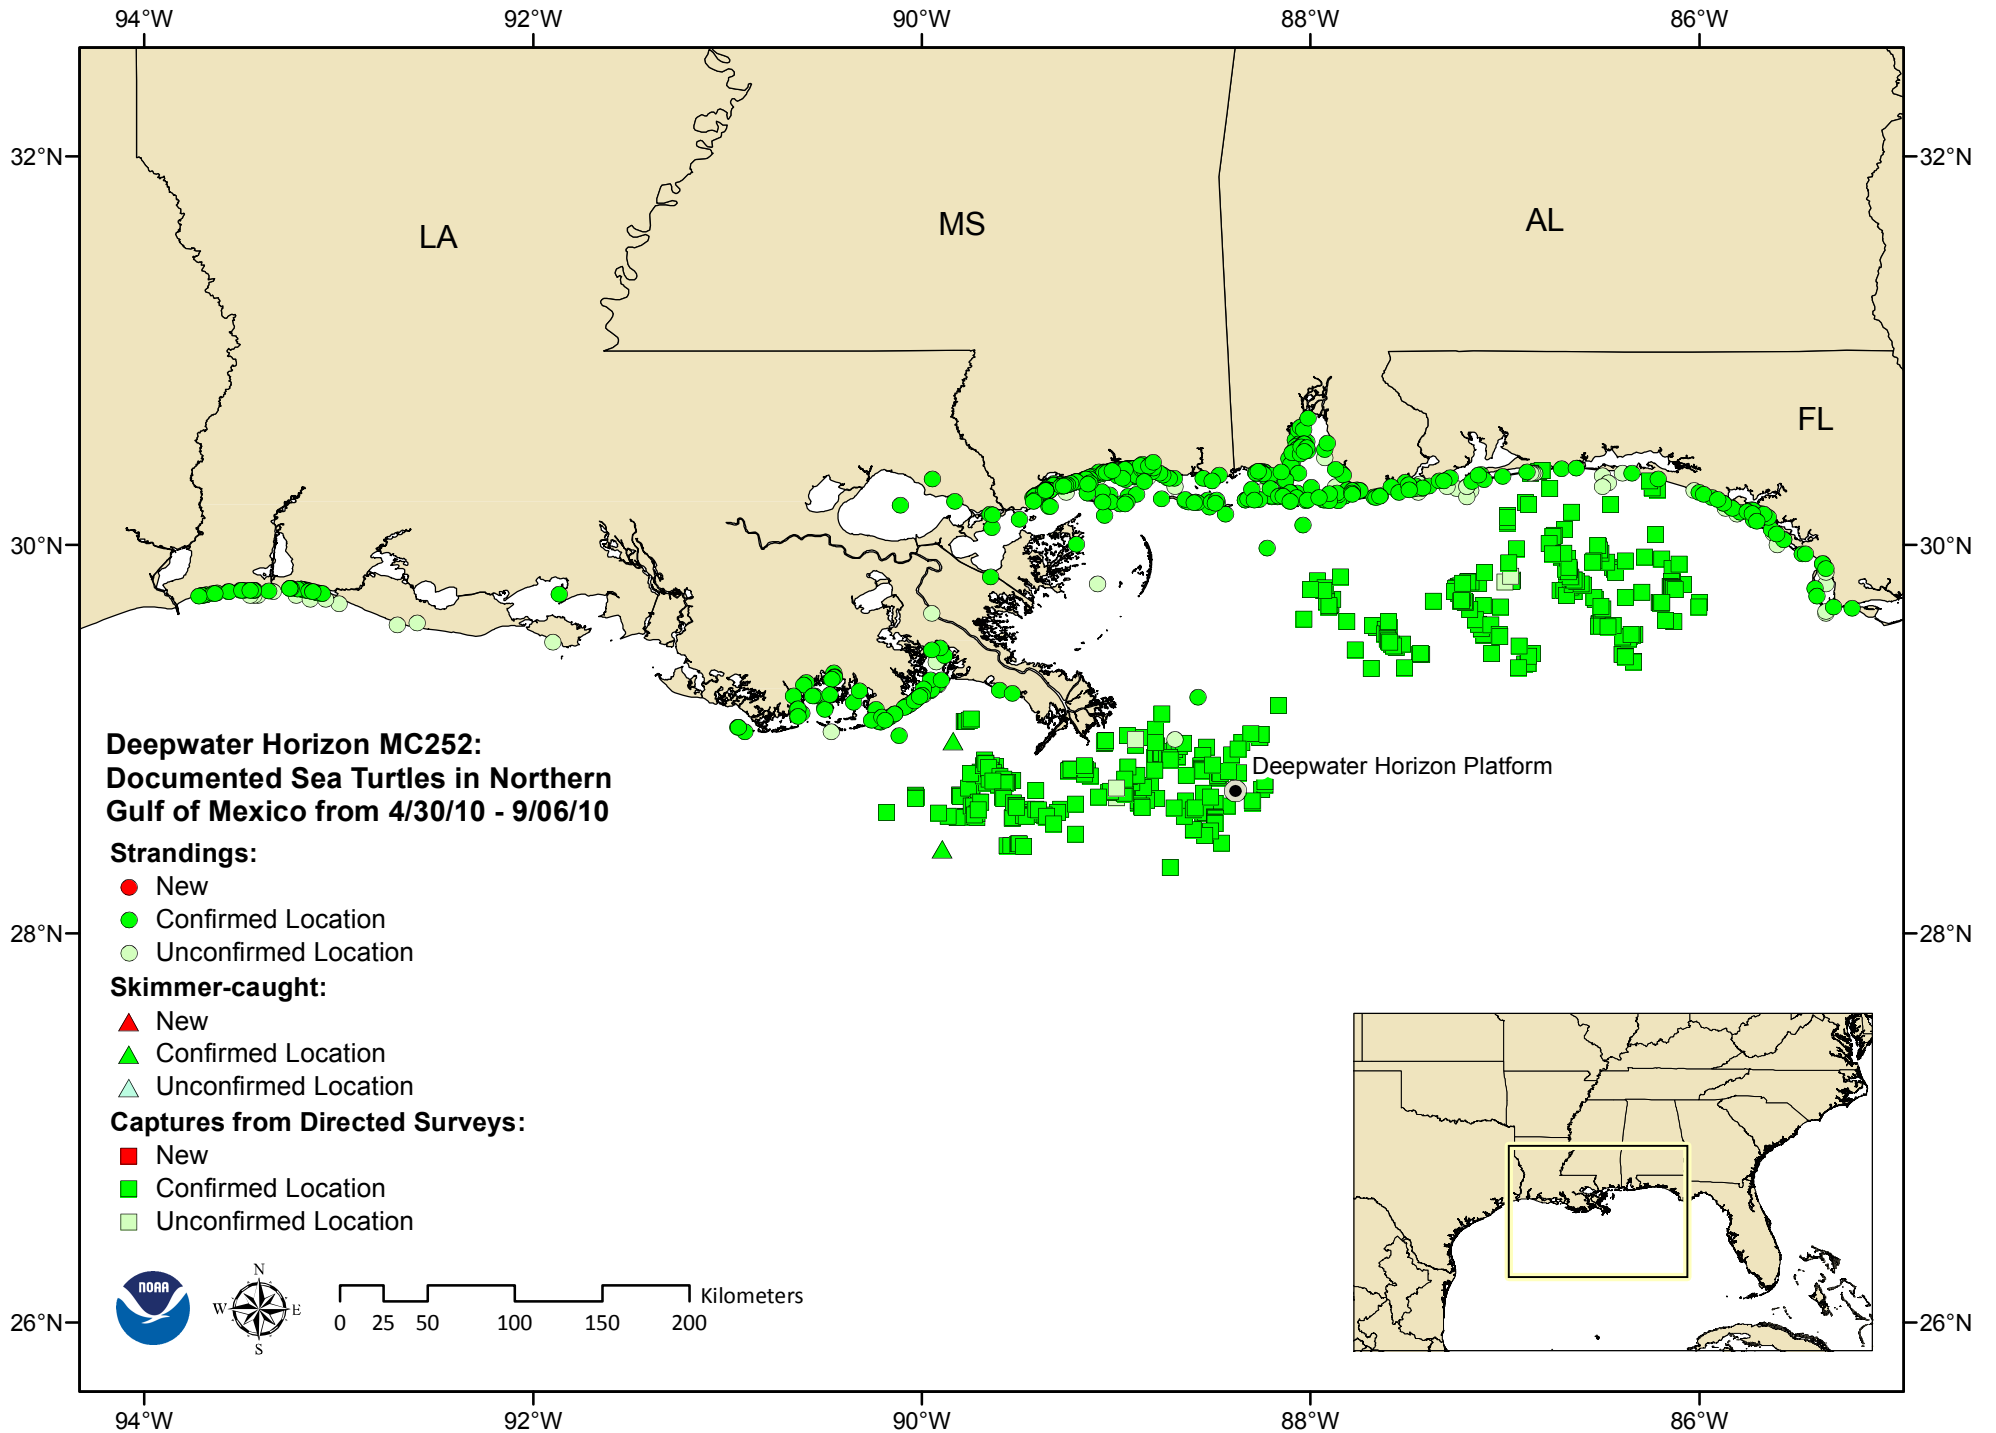 94°W 92°W 90°W 88°W 86°W
32°N 32°N
LA MS AL
FL
30°N 30°N
Deepwater Horizon Platform
Deepwater Horizon MC252:
Documented Sea Turtles in Northern
Gulf of Mexico from 4/30/10 - 9/06/10
Strandings:
New
Confirmed Location
28°N 28°N
Unconfirmed Location
Skimmer-caught:
New
Confirmed Location
Unconfirmed Location
Captures from Directed Surveys:
New
Confirmed Location
Unconfirmed Location
NOAA
N
W E
S
Kilometers
0 25 50 100 150 200
26°N 26°N
94°W 92°W 90°W 88°W 86°W